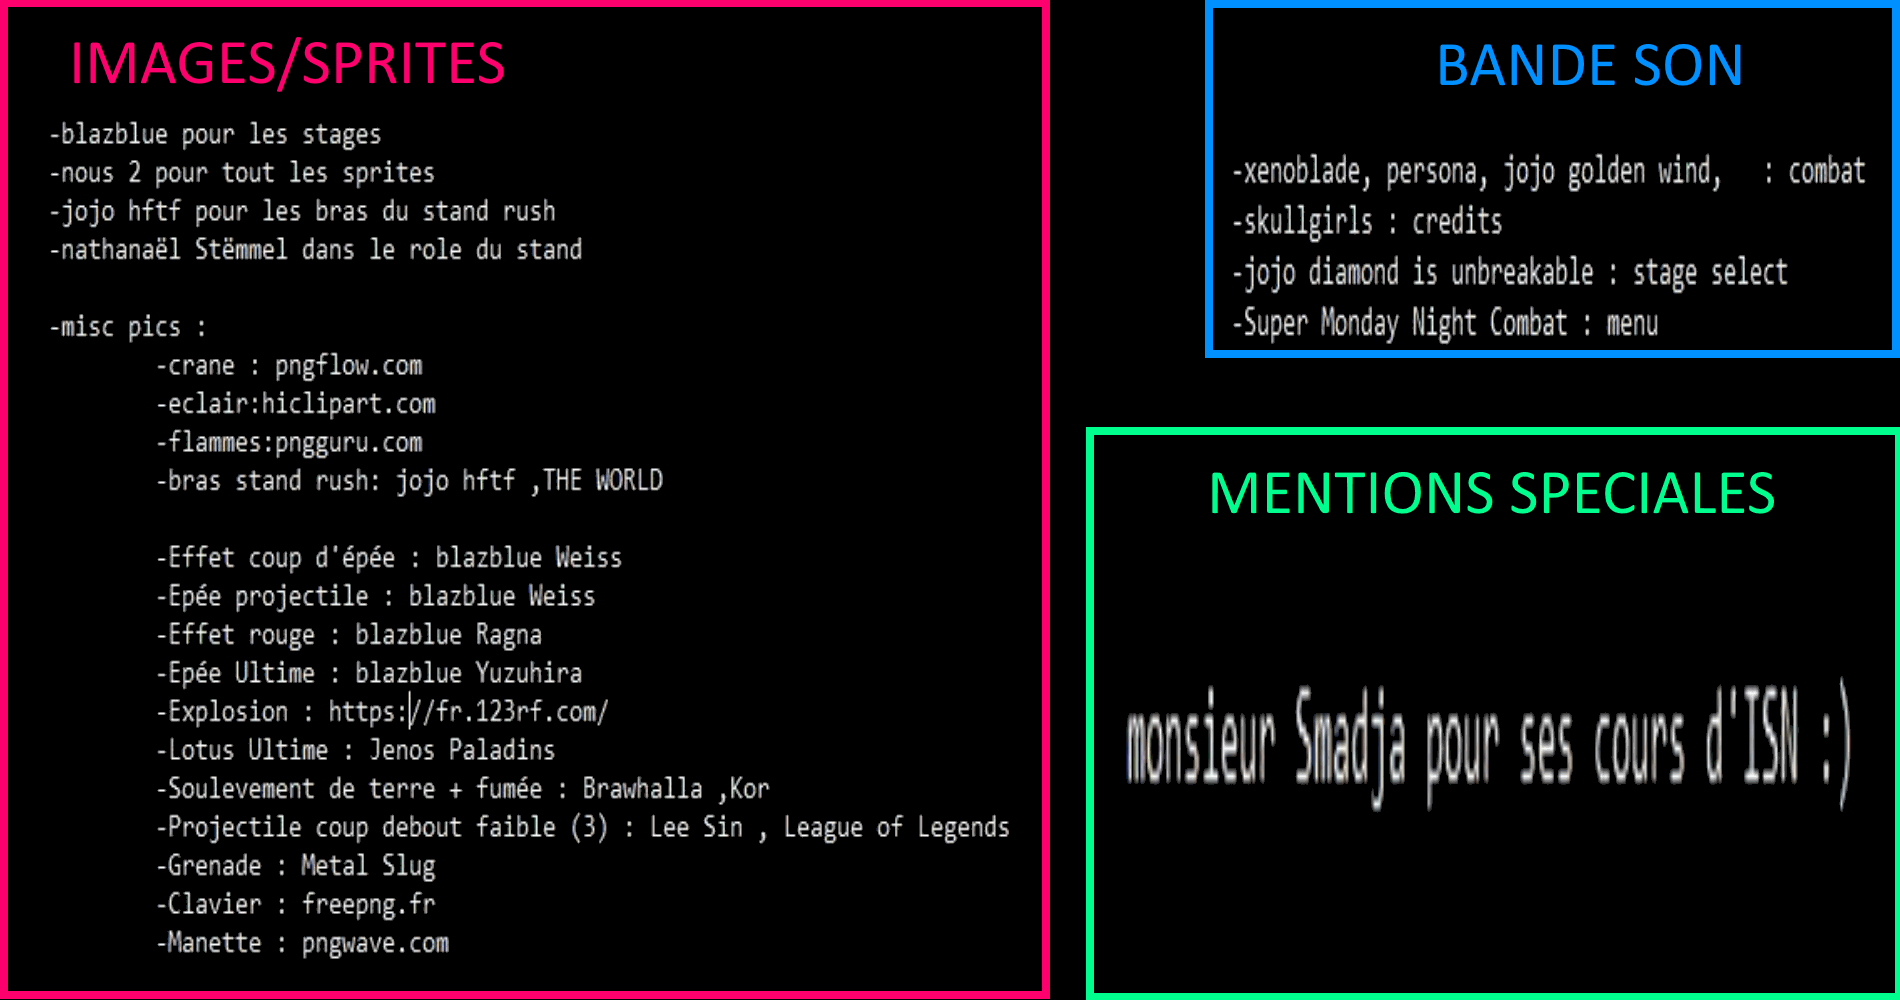 IMAGES/SPRITES
-blazblue pour les stages
-nous 2 pour tout les sprites
-jojo hftf pour les bras du stand rush
-nathanaël Stëmmel dans le role du stand
-misc pics :
-crane : pngflow.com
-eclair:hiclipart.com
-flammes:pngguru.com
-bras stand rush: jojo hftf ,THE WORLD
-Effet coup d'épée : blazblue Weiss
-Epée projectile : blazblue Weiss
-Effet rouge : blazblue Ragna
-Epée Ultime : blazblue Yuzuhira
-Explosion : https://fr.123rf.com/
-Lotus Ultime : Jenos Paladins
-Soulevement de terre + fumée : Brawhalla ,Kor
-Projectile coup debout faible (3) : Lee Sin , League of Legends
-Grenade : Metal Slug
-Clavier : freepng.fr
-Manette : pngwave.com
BANDE SON
-xenoblade, persona, jojo golden wind,   : combat
-skullgirls : credits
-jojo diamond is unbreakable : stage select
-Super Monday Night Combat : menu
MENTIONS SPECIALES
monsieur Smadja pour ses cours d'ISN :)